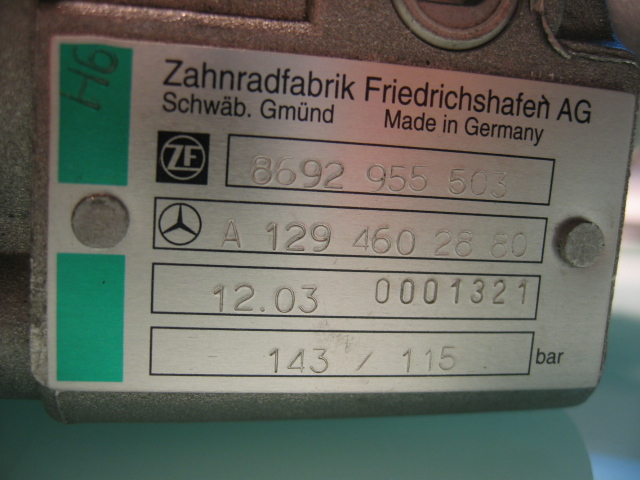 Zahnradfabrik Friedrichshafen AG
Schwäb. Gmünd Made in Germany
ZF 8692 955 503
A 129 460 28 80
12.03 0001321
143 / 115 bar